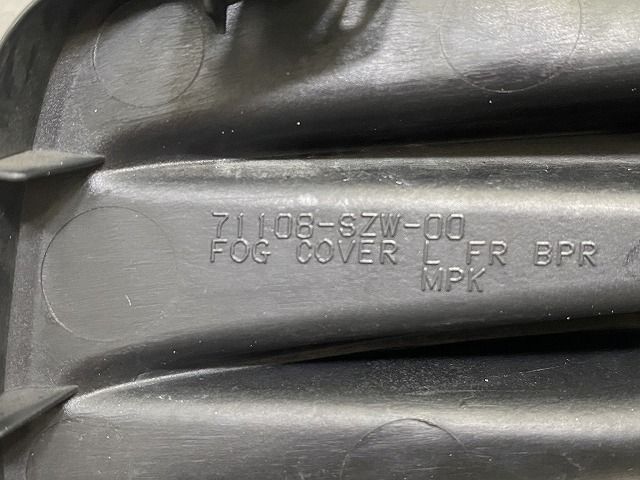 71108-SZW-00
FOG COVER L FR BPR
MPK